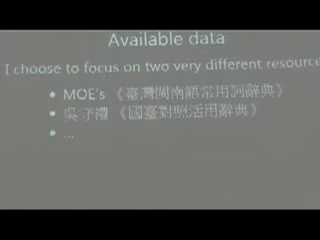 Available data
I choose to focus on two very different resource
• MOE's 《臺灣閩南語常用詞辭典》
• 吳守禮 《國臺對照活用辭典》
• ...